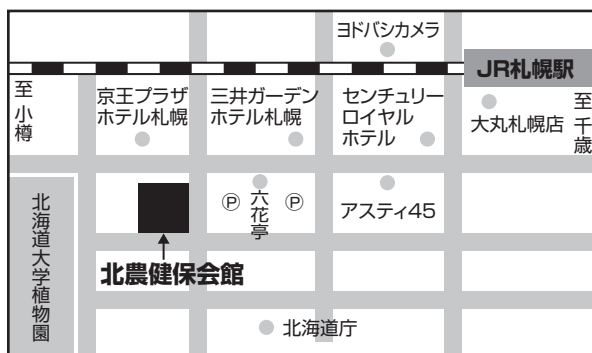 ヨドバシカメラ
JR札幌駅
至小樽
京王プラザ
ホテル札幌
三井ガーデン
ホテル札幌
センチュリー
ロイヤル
ホテル
大丸札幌店
至千歳
北海道大学植物園
Ⓟ
六花亭
Ⓟ
アスティ45
北農健保会館
北海道庁